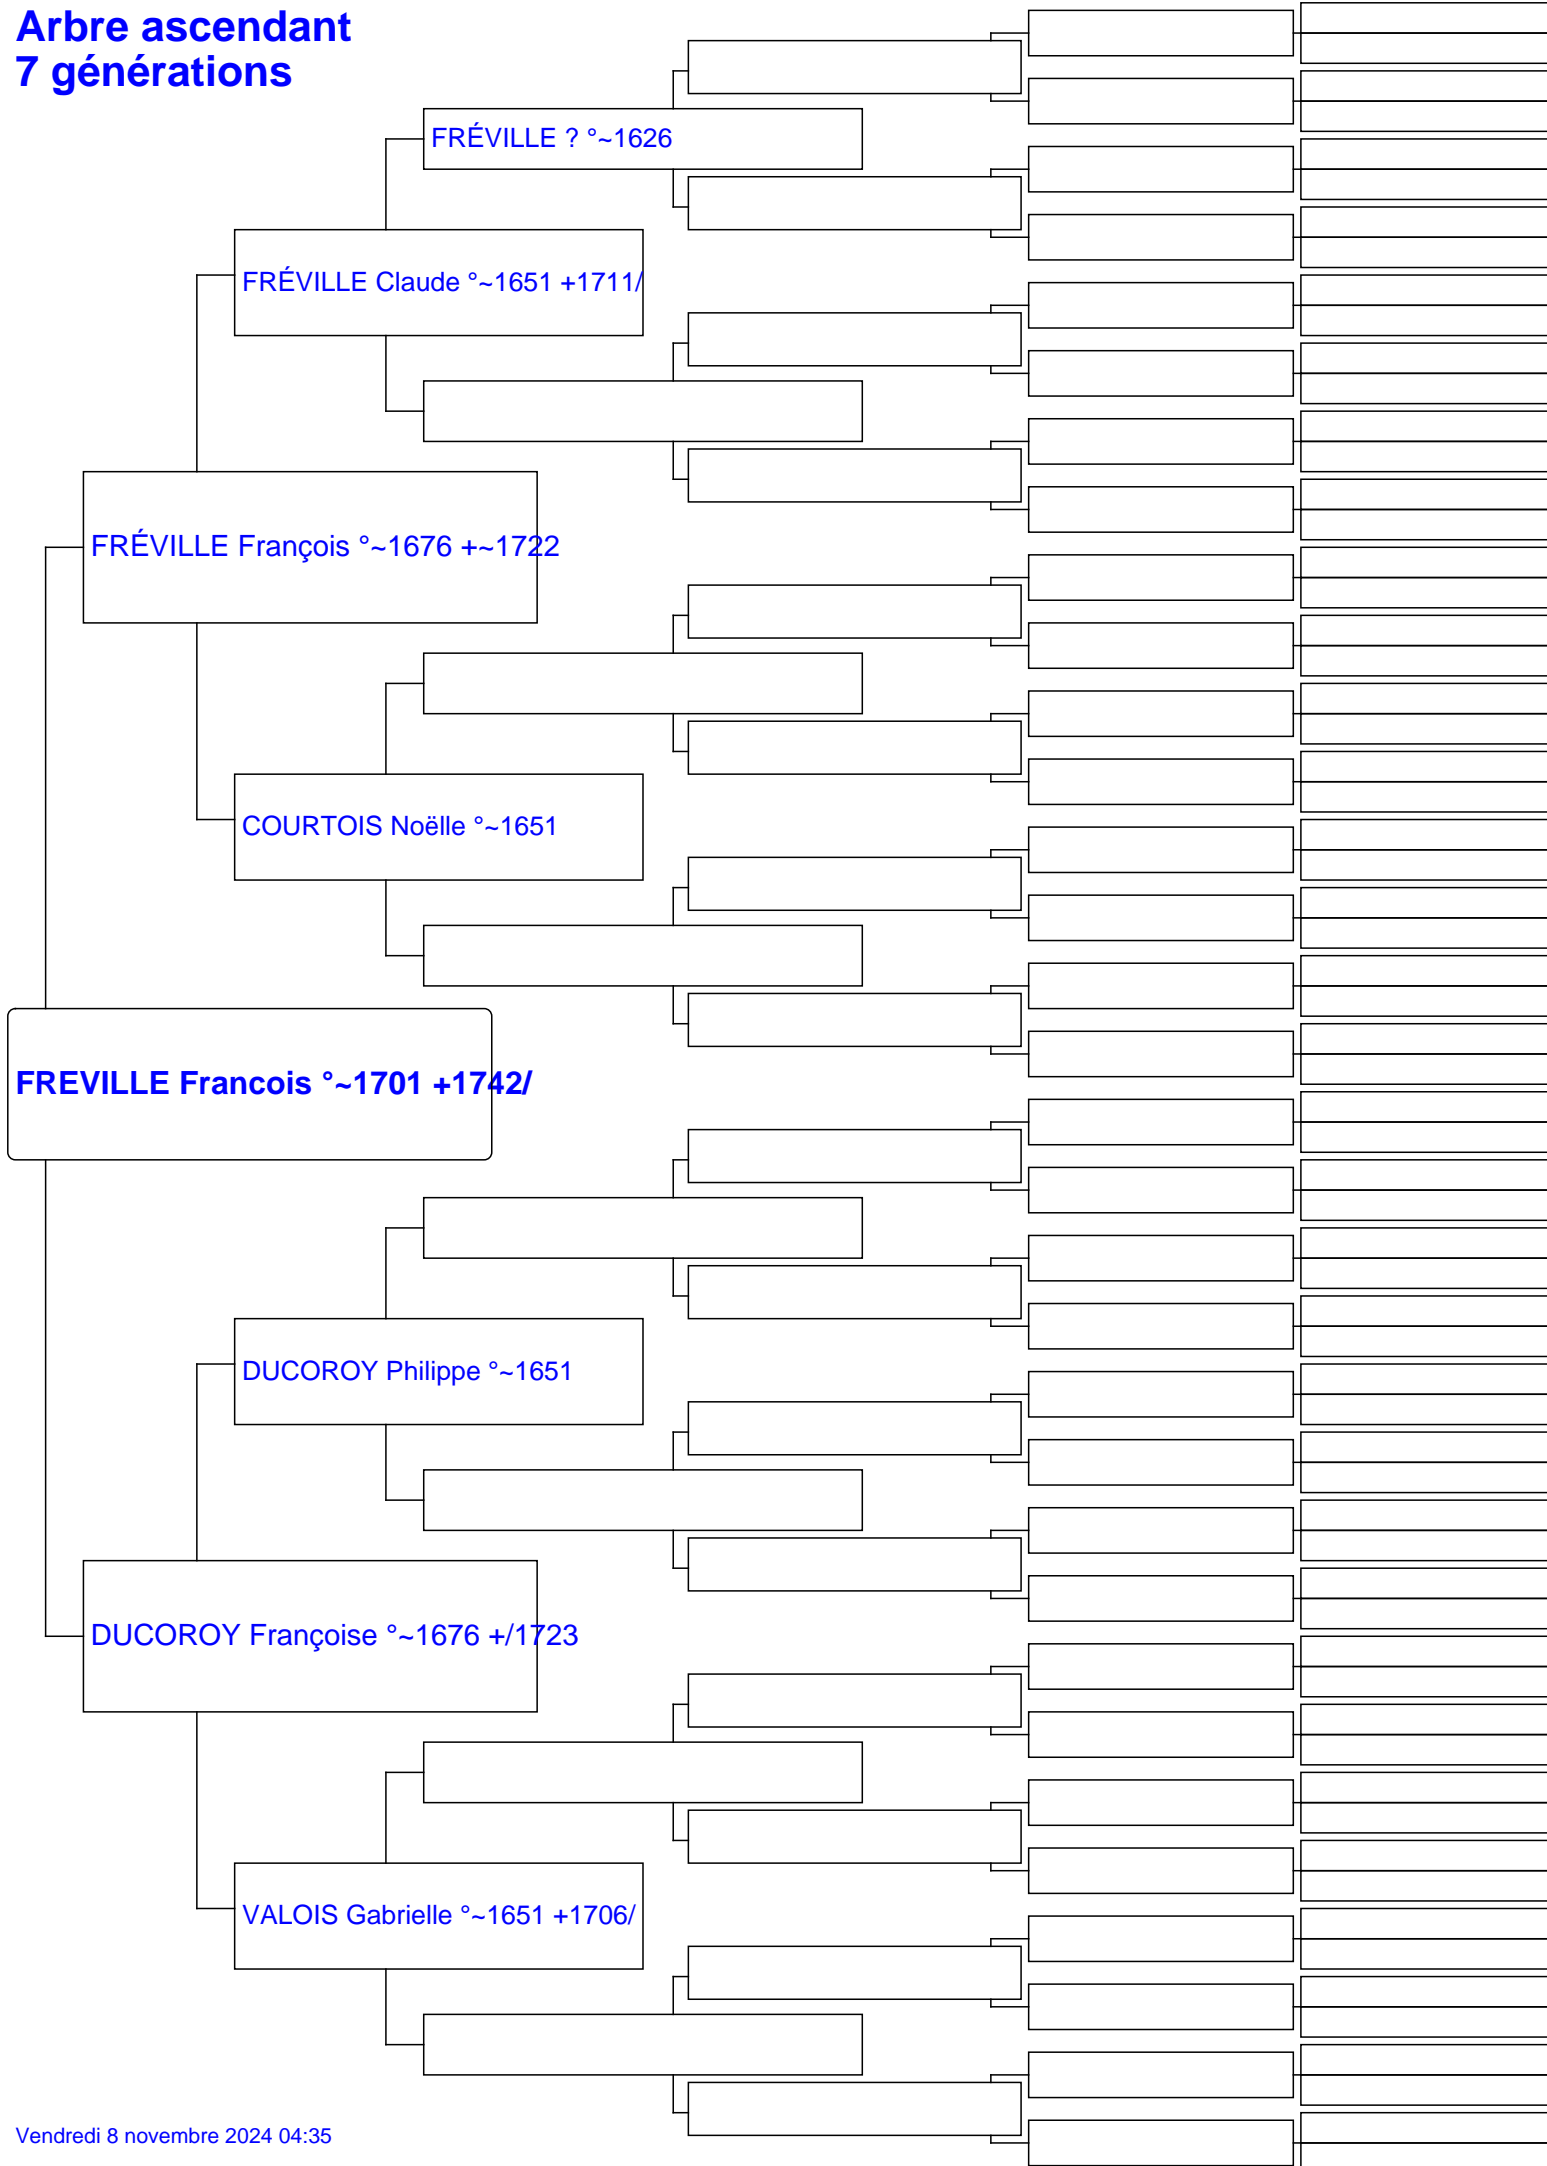 Arbre ascendant
7 générations
FRÉVILLE ? °~1626
FRÉVILLE Claude °~1651 +1711/
FRÉVILLE François °~1676 +~1722
COURTOIS Noëlle °~1651
FREVILLE Francois °~1701 +1742/
DUCOROY Philippe °~1651
DUCOROY Françoise °~1676 +/1723
VALOIS Gabrielle °~1651 +1706/
Vendredi 8 novembre 2024 04:35